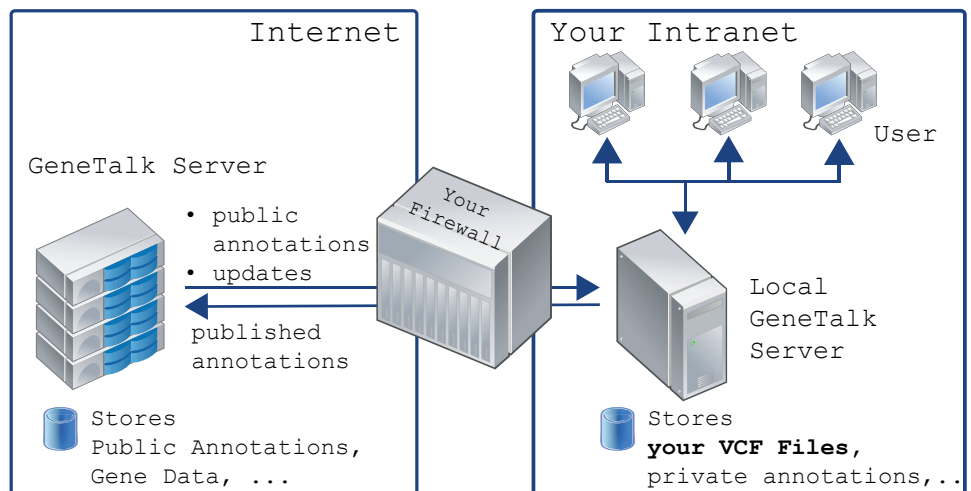 Internet
GeneTalk Server
• public
annotations
• updates
published
annotations
Stores
Public Annotations,
Gene Data, ...
Your
Firewall
Your Intranet
User
Local
GeneTalk
Server
Stores
your VCF Files,
private annotations,..